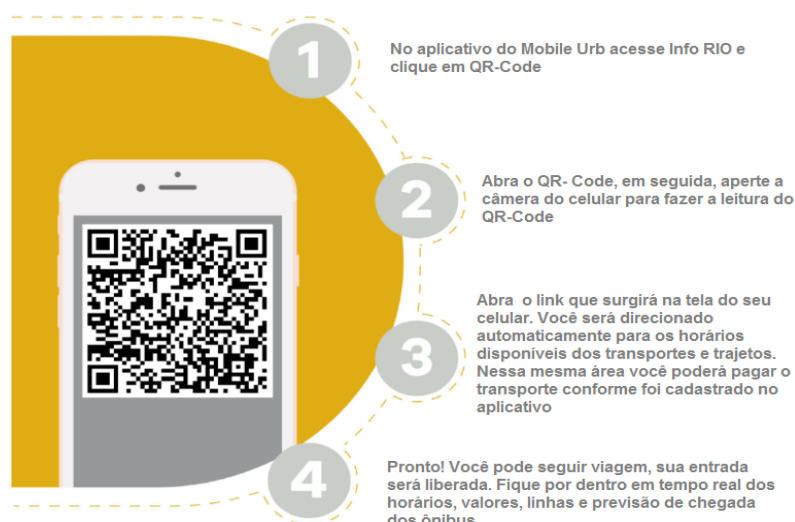 1
No aplicativo do Mobile Urb acesse Info RIO e
clique em QR-Code
2
Abra o QR- Code, em seguida, aperte a
câmera do celular para fazer a leitura do
QR-Code
3
Abra  o link que surgirá na tela do seu
celular. Você será direcionado
automaticamente para os horários
disponíveis dos transportes e trajetos.
Nessa mesma área você poderá pagar o
transporte conforme foi cadastrado no
aplicativo
4
Pronto! Você pode seguir viagem, sua entrada
será liberada. Fique por dentro em tempo real dos
horários, valores, linhas e previsão de chegada
dos ônibus